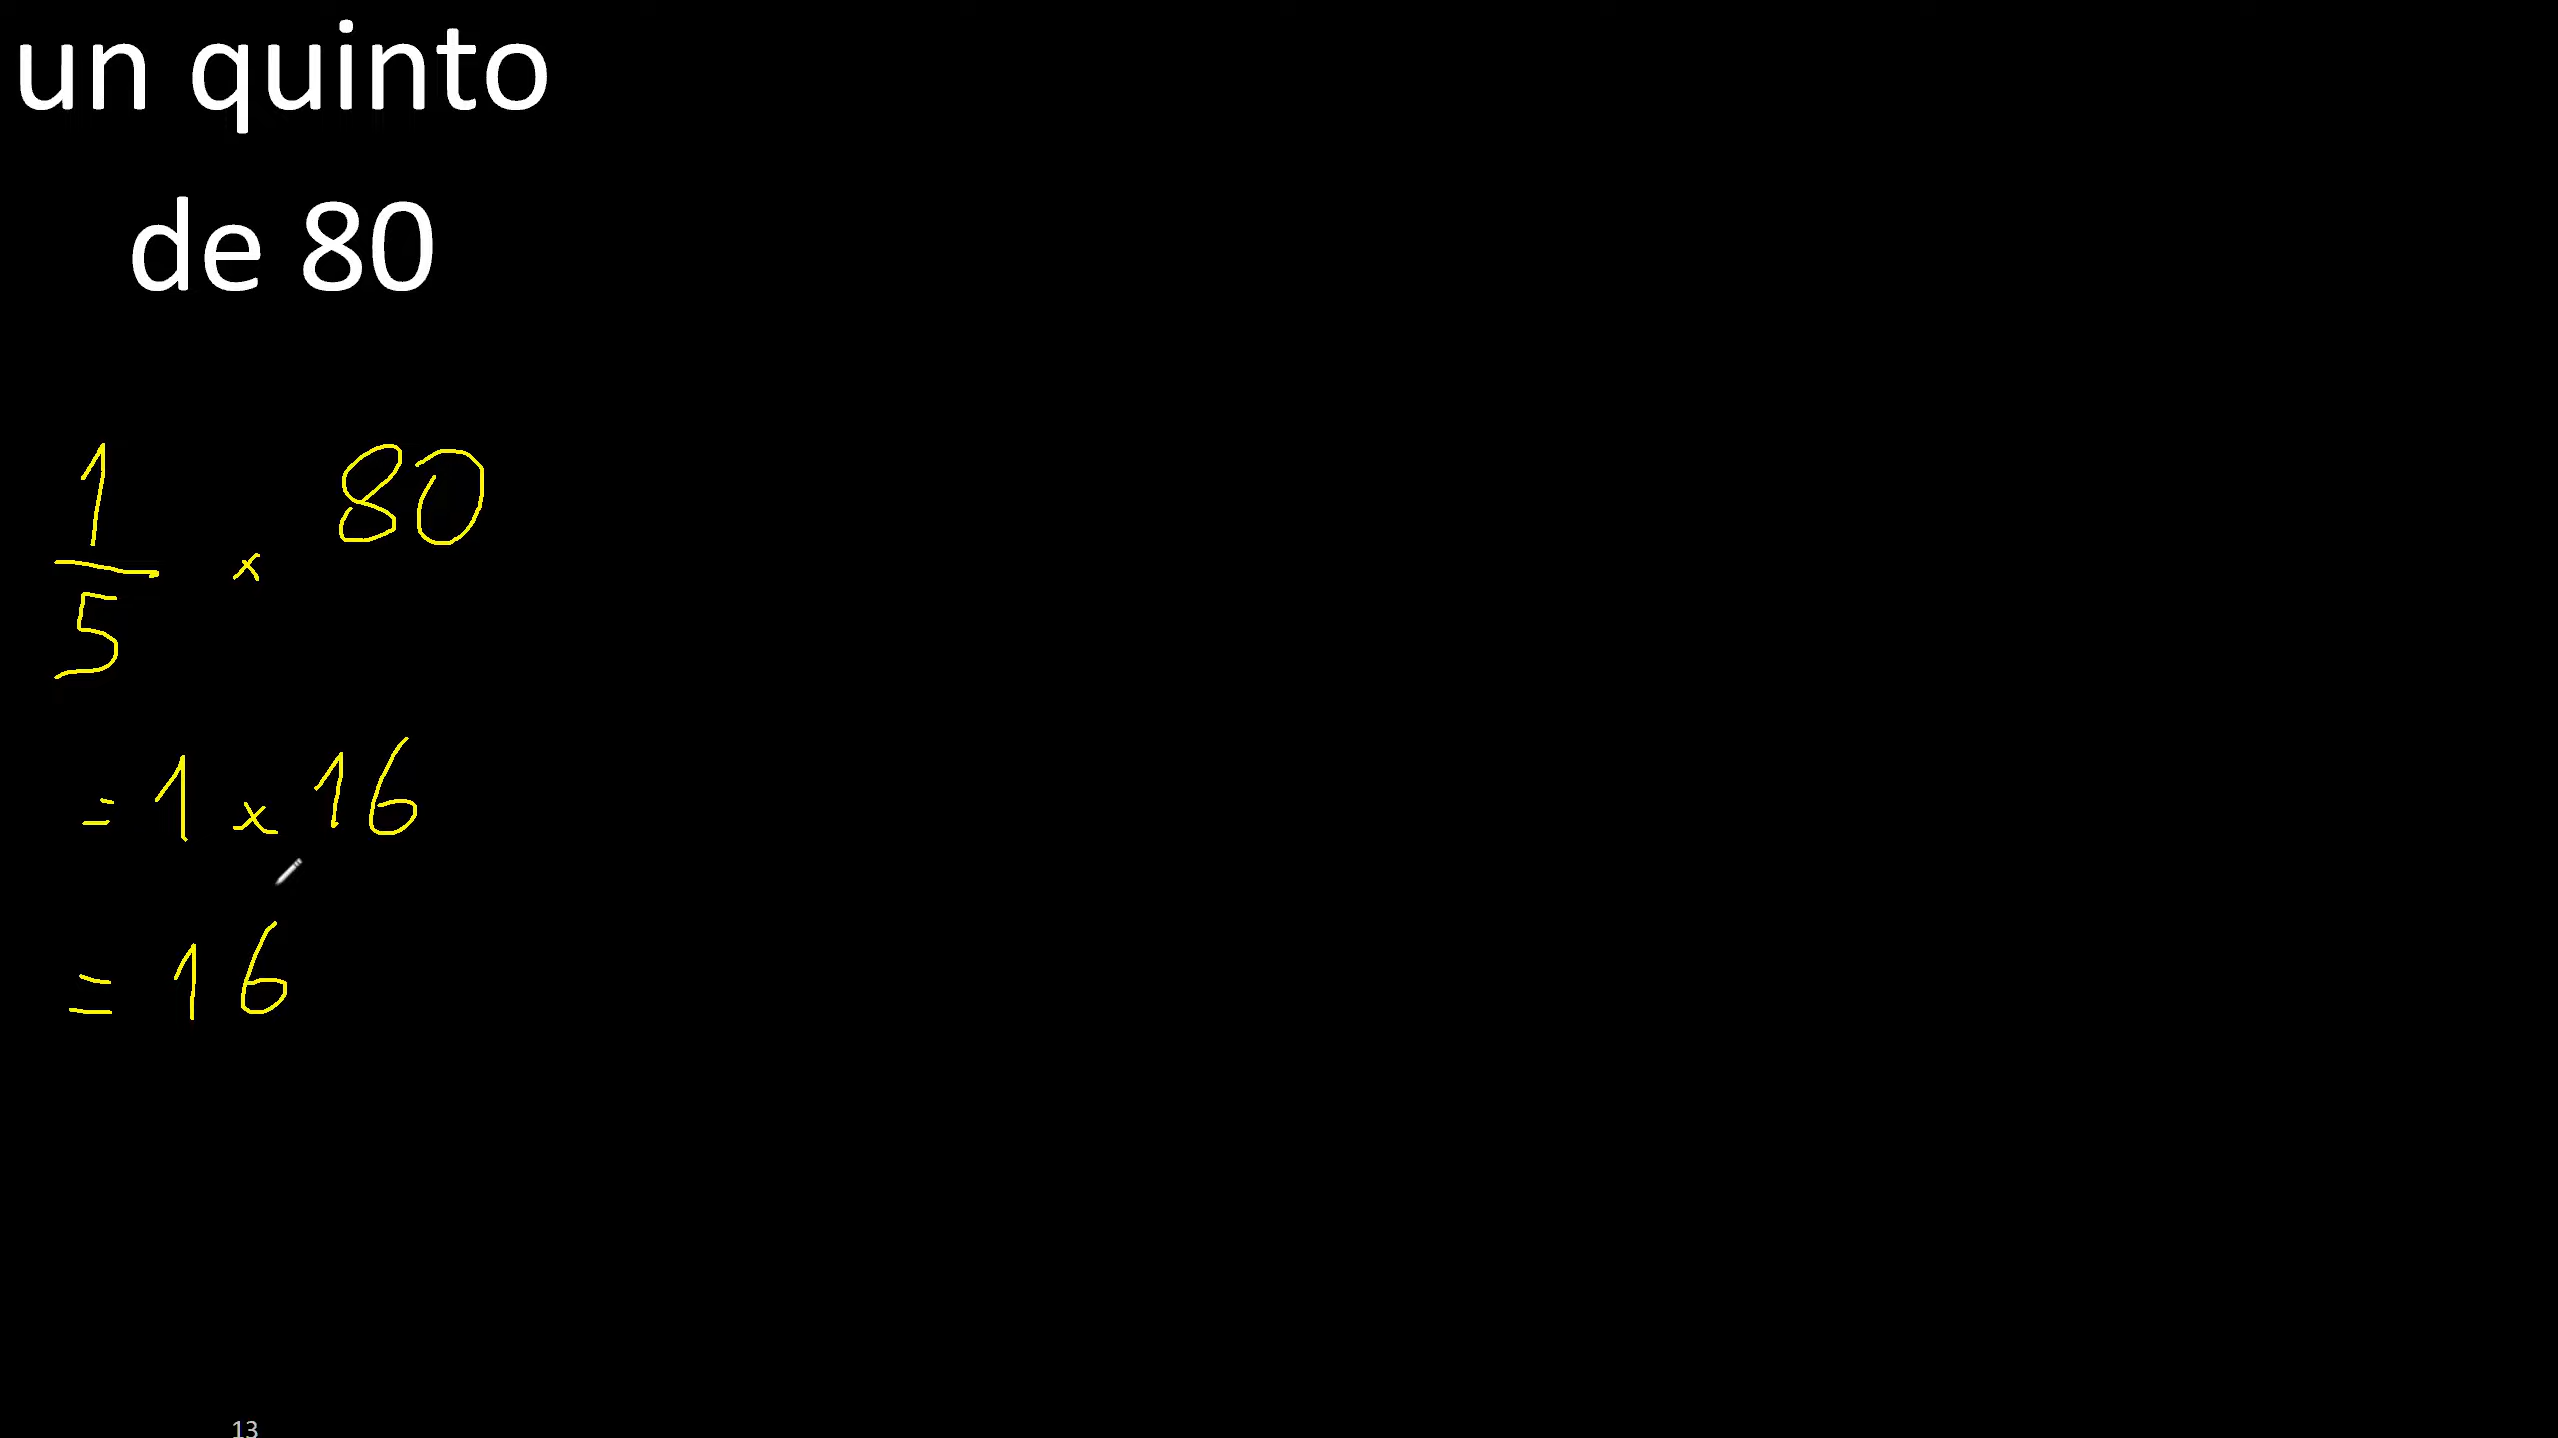 un quinto
de 80
1/5 × 80
= 1 × 16
= 16
13